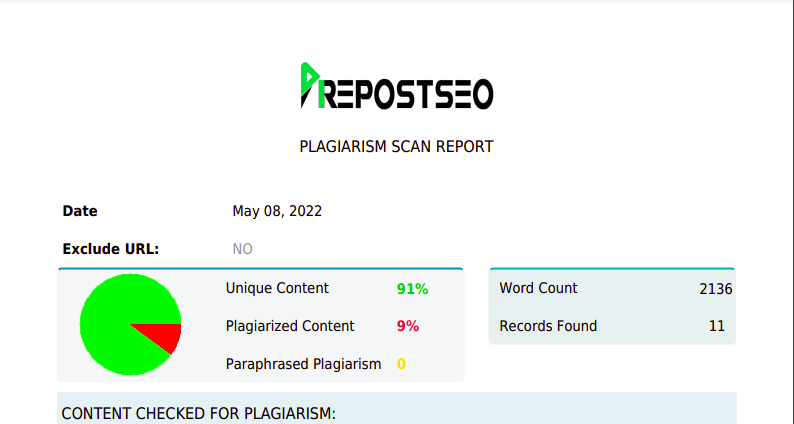 PREPOSTSEO
PLAGIARISM SCAN REPORT
Date May 08, 2022
Exclude URL: NO
Unique Content 91%
Plagiarized Content 9%
Paraphrased Plagiarism 0
Word Count 2136
Records Found 11
CONTENT CHECKED FOR PLAGIARISM: